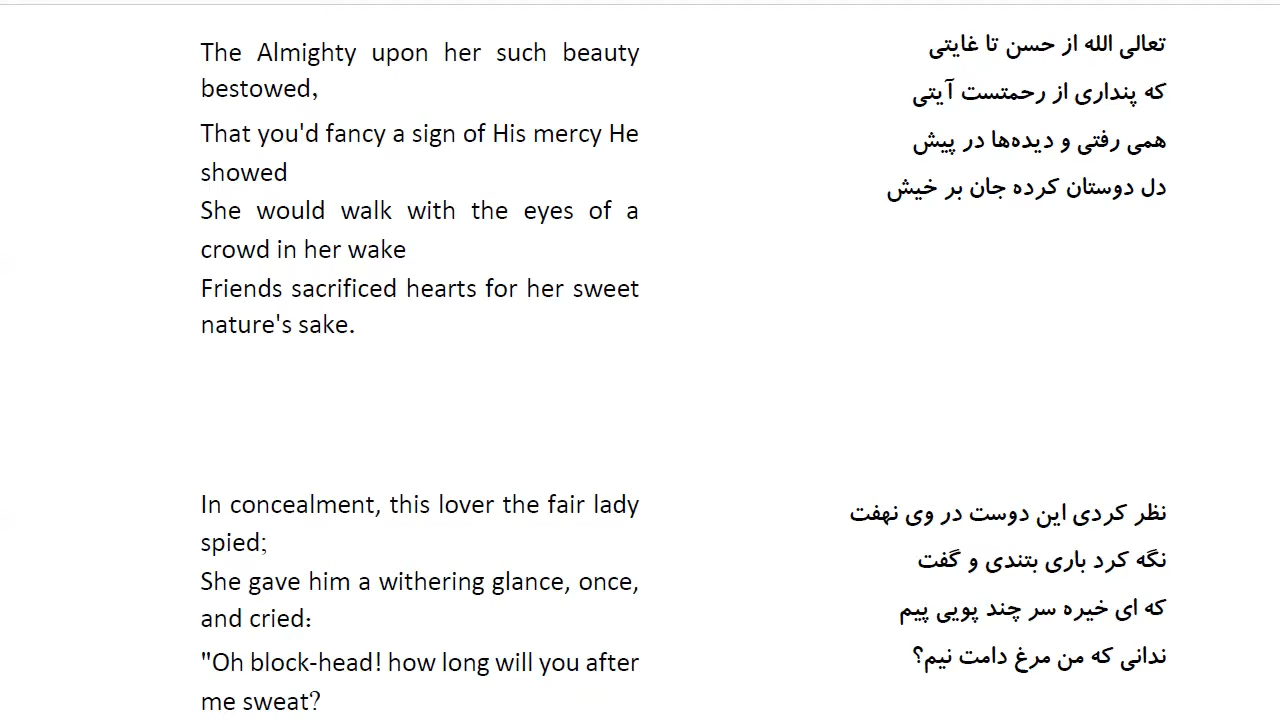 The Almighty upon her such beauty
bestowed,
That you'd fancy a sign of His mercy He
showed
She would walk with the eyes of a
crowd in her wake
Friends sacrificed hearts for her sweet
nature's sake.
تعالی الله از حسن تا غایتی
که پنداری از رحمتست آیتی
همی رفتی و دیده‌ها در پیش
دل دوستان کرده جان بر خیش
In concealment, this lover the fair lady
spied;
She gave him a withering glance, once,
and cried:
"Oh block-head! how long will you after
me sweat?
نظر کردی این دوست در وی نهفت
نگه کرد باری بتندی و گفت
که ای خیره سر چند پویی پیم
ندانی که من مرغ دامت نیم؟